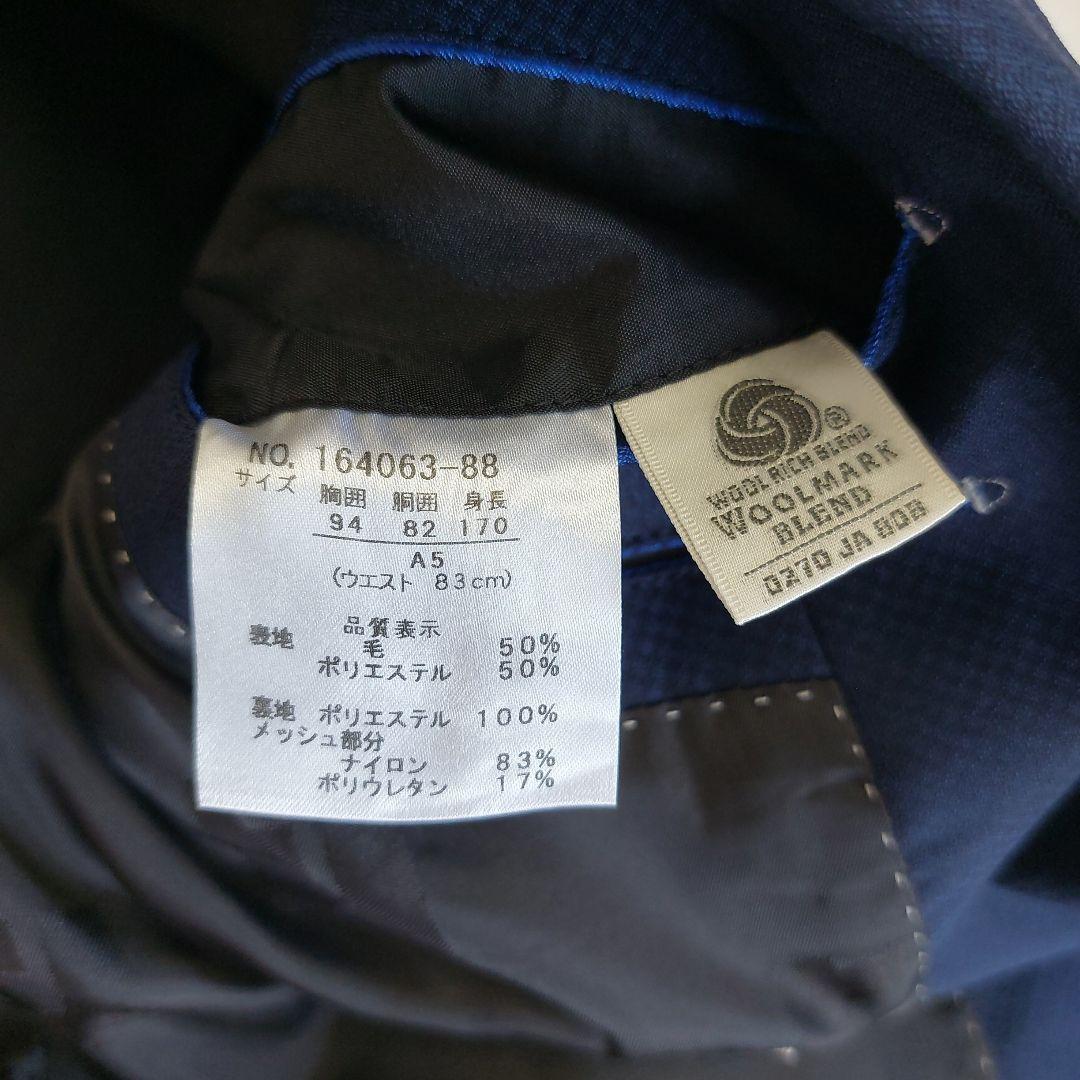 NO. 164063-88
サイズ 胸囲 胴囲 身長
94 82 170
A5
(ウエスト 83cm)
品質表示
表地 毛 50%
ポリエステル 50%
裏地 ポリエステル 100%
メッシュ部分
ナイロン 83%
ポリウレタン 17%
®
WOOL RICH BLEND
WOOLMARK
BLEND
0270 JA 808